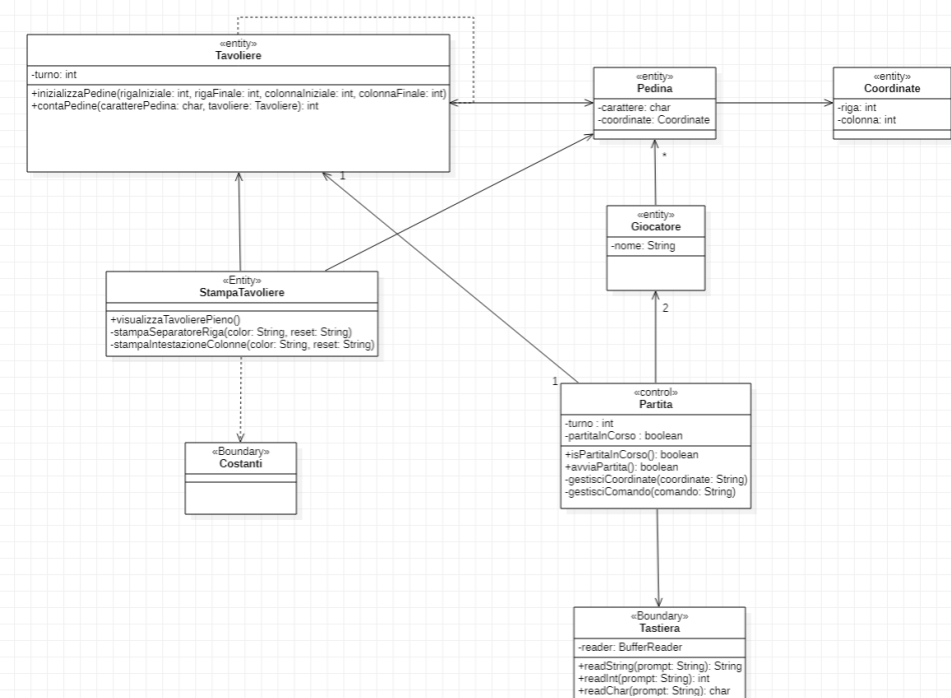 «entity»
Tavoliere
-turno: int
+inizializzaPedine(rigaIniziale: int, rigaFinale: int, colonnaIniziale: int, colonnaFinale: int)
+contaPedine(caratterePedina: char, tavoliere: Tavoliere): int
«entity»
Pedina
-carattere: char
-coordinate: Coordinate
«entity»
Coordinate
-riga: int
-colonna: int
*
1
«entity»
Giocatore
-nome: String
«Entity»
StampaTavoliere
+visualizzaTavolierePieno()
-stampaSeparatoreRiga(color: String, reset: String)
-stampaIntestazioneColonne(color: String, reset: String)
2
1
«control»
Partita
-turno : int
-partitaInCorso : boolean
+isPartitaInCorso(): boolean
+avviaPartita(): boolean
-gestisciCoordinate(coordinate: String)
-gestisciComando(comando: String)
«Boundary»
Costanti
«Boundary»
Tastiera
-reader: BufferReader
+readString(prompt: String): String
+readInt(prompt: String): int
+readChar(prompt: String): char